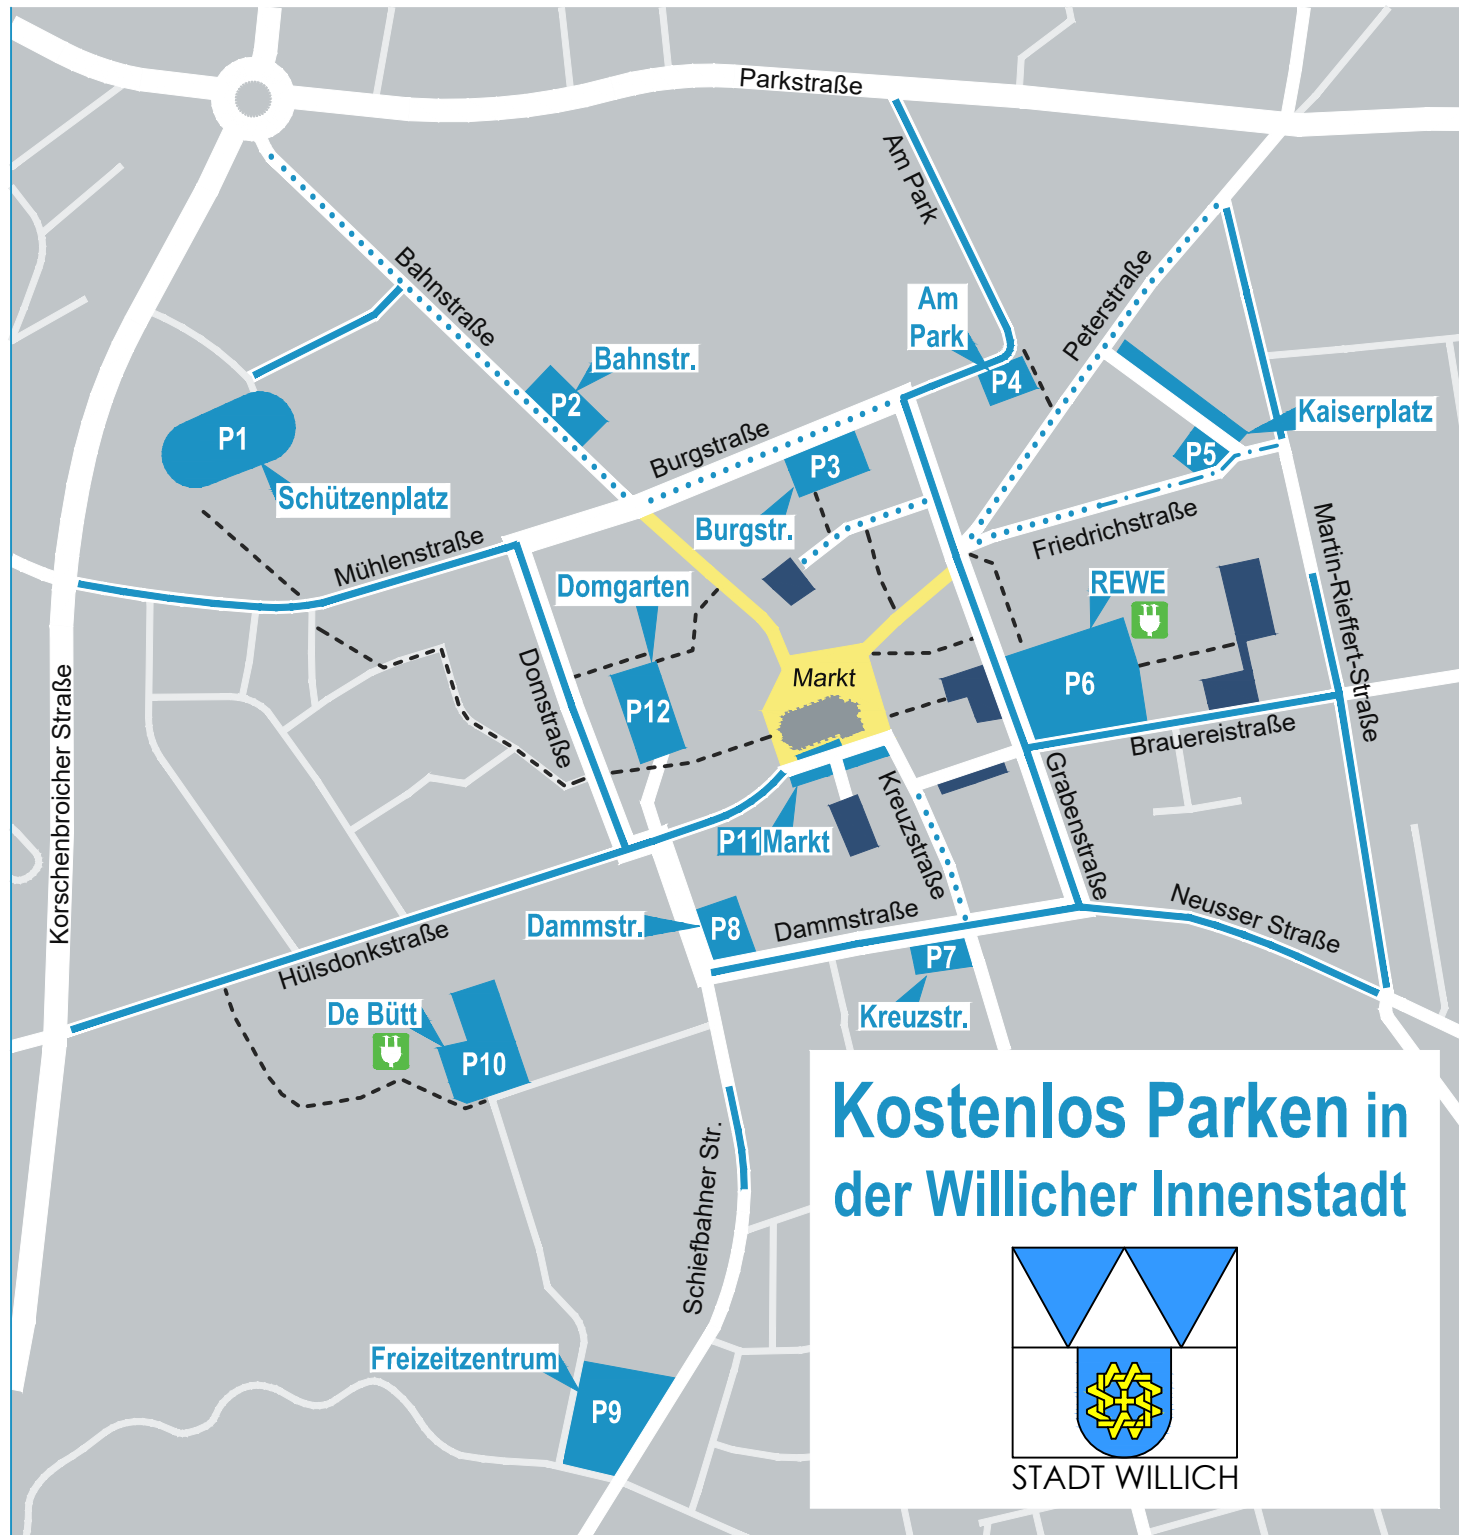 Parkstraße
Am Park
Bahnstraße
Peterstraße
Am
Park
Bahnstr.
P4
P2
Kaiserplatz
P1
Burgstraße
P3
P5
Schützenplatz
Burgstr.
Friedrichstraße
Martin-Rieffert-Straße
Mühlenstraße
Domgarten
REWE
Domstraße
Markt
P6
P12
Korschenbroicher Straße
Brauereistraße
Kreuzstraße
Grabenstraße
P11 Markt
Dammstr.
P8
Dammstraße
Neusser Straße
Hülsdonkstraße
P7
De Bütt
Kreuzstr.
P10
Schiefbahner Str.
Kostenlos Parken in
der Willicher Innenstadt
Freizeitzentrum
P9
STADT WILLICH